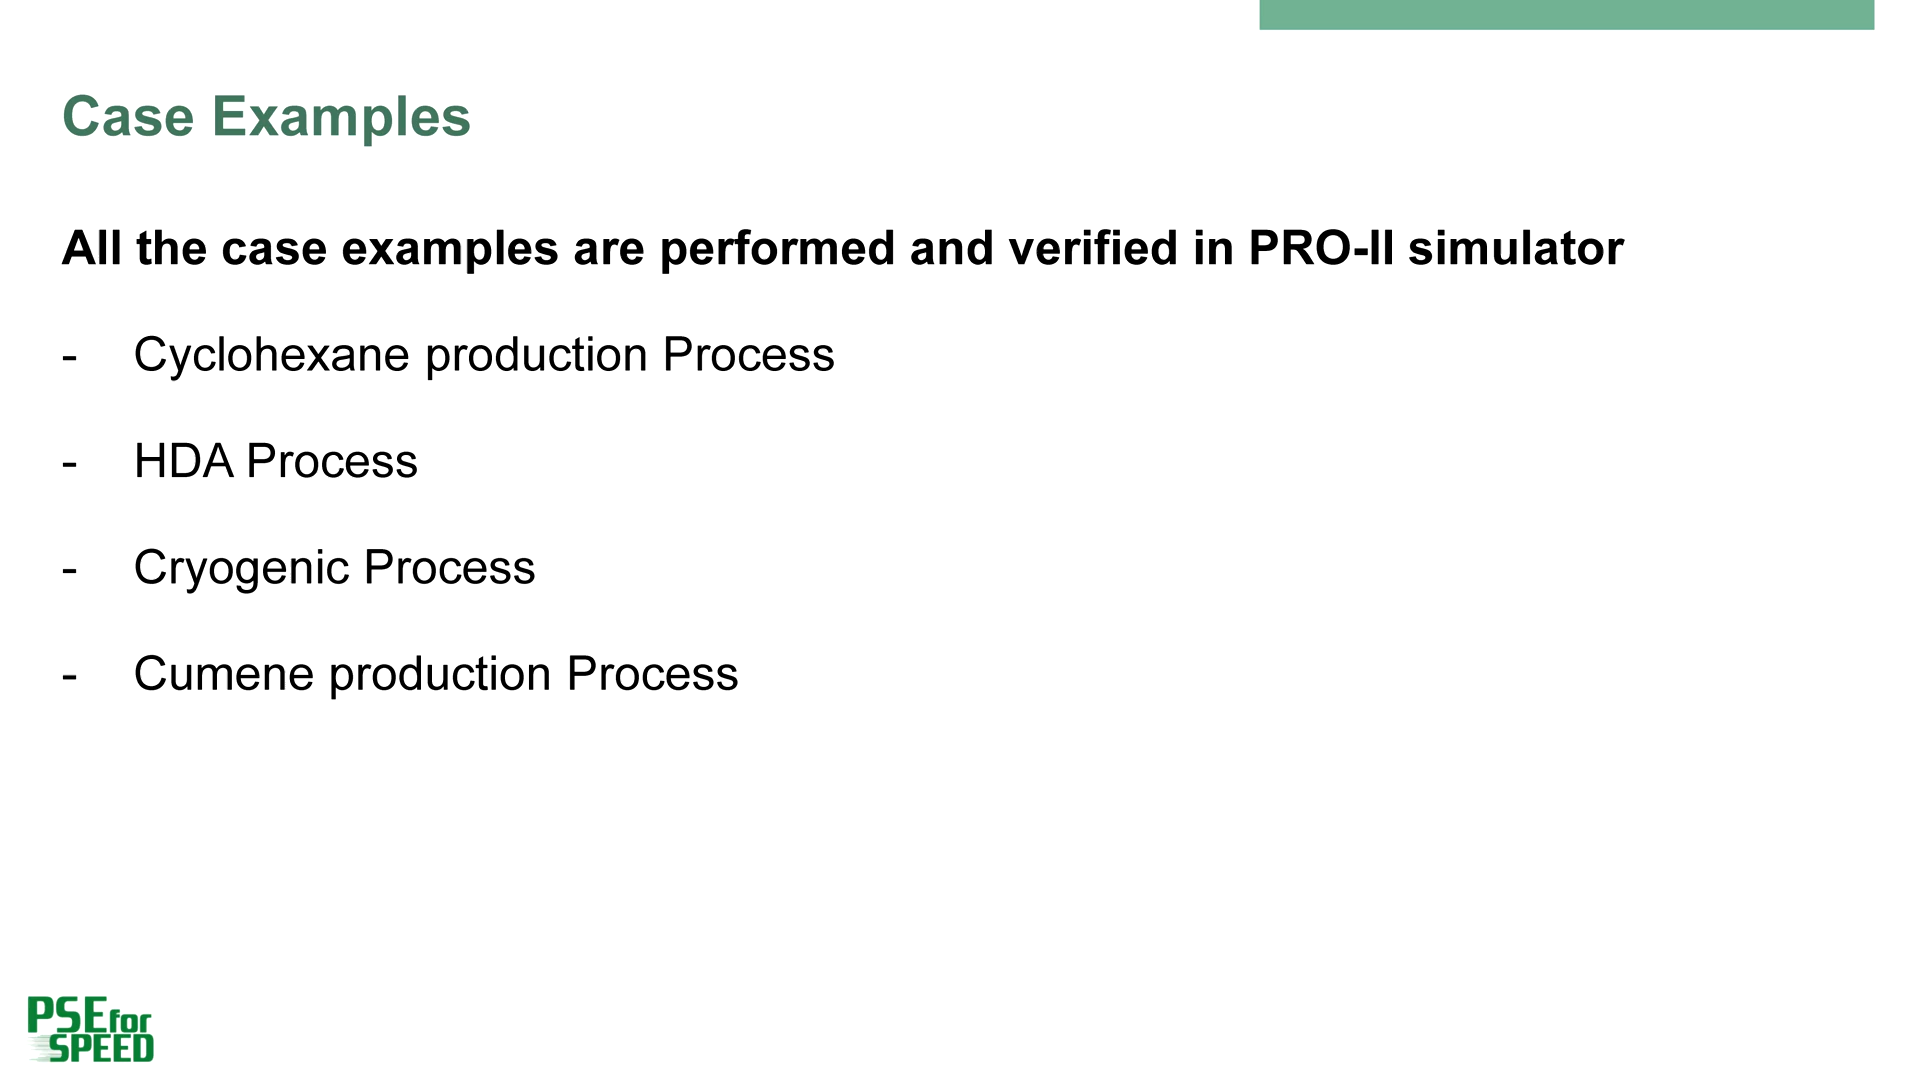 Case Examples
All the case examples are performed and verified in PRO-II simulator
- Cyclohexane production Process
- HDA Process
- Cryogenic Process
- Cumene production Process
PSE for
SPEED